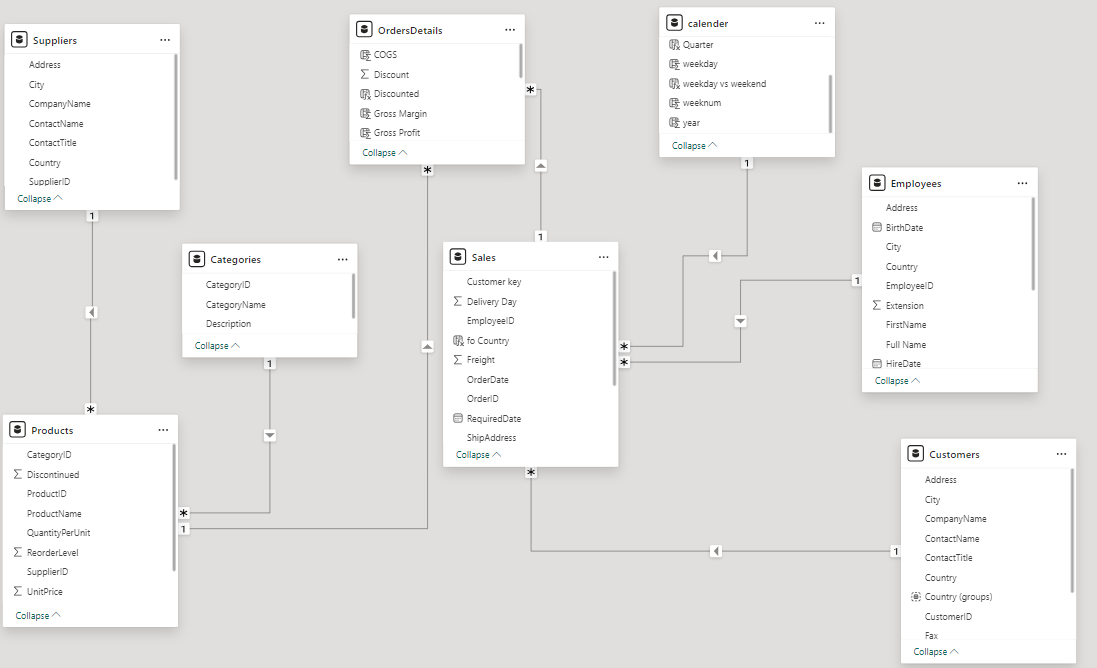 Suppliers
Address
City
CompanyName
ContactName
ContactTitle
Country
SupplierID
Collapse
1
*
OrdersDetails
COGS
Discount
Discounted
Gross Margin
Gross Profit
Collapse
*
*
calender
Quarter
weekday
weekday vs weekend
weeknum
year
Collapse
1
Employees
Address
BirthDate
City
Country
EmployeeID
Extension
FirstName
Full Name
HireDate
Collapse
1
Categories
CategoryID
CategoryName
Description
Collapse
1
Sales
Customer key
Delivery Day
EmployeeID
fo Country
Freight
OrderDate
OrderID
RequiredDate
ShipAddress
Collapse
1
*
*
*
Products
CategoryID
Discontinued
ProductID
ProductName
QuantityPerUnit
ReorderLevel
SupplierID
UnitPrice
Collapse
*
1
Customers
Address
City
CompanyName
ContactName
ContactTitle
Country
Country (groups)
CustomerID
Fax
Collapse
1